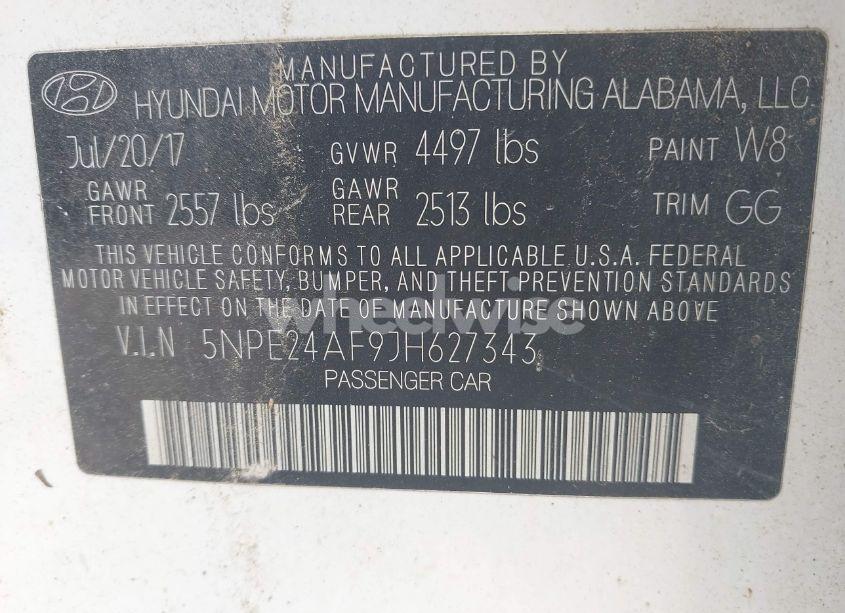 MANUFACTURED BY
HYUNDAI MOTOR MANUFACTURING ALABAMA, LLC
Jul/20/17 GVWR 4497 lbs PAINT W8
GAWR FRONT 2557 lbs GAWR REAR 2513 lbs TRIM GG
THIS VEHICLE CONFORMS TO ALL APPLICABLE U.S.A. FEDERAL
MOTOR VEHICLE SAFETY, BUMPER, AND THEFT PREVENTION STANDARDS
IN EFFECT ON THE DATE OF MANUFACTURE SHOWN ABOVE
wheelwise
V.I.N 5NPE24AF9JH627343
PASSENGER CAR